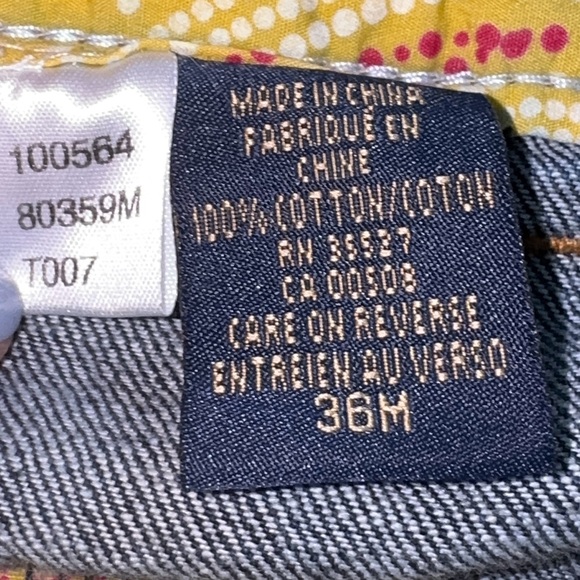 100564
80359M
T007
MADE IN CHINA
FABRIQUÉ EN
CHINE
100% COTTON/COTON
RN 35527
CA 00508
CARE ON REVERSE
ENTREIEN AU VERSO
36M